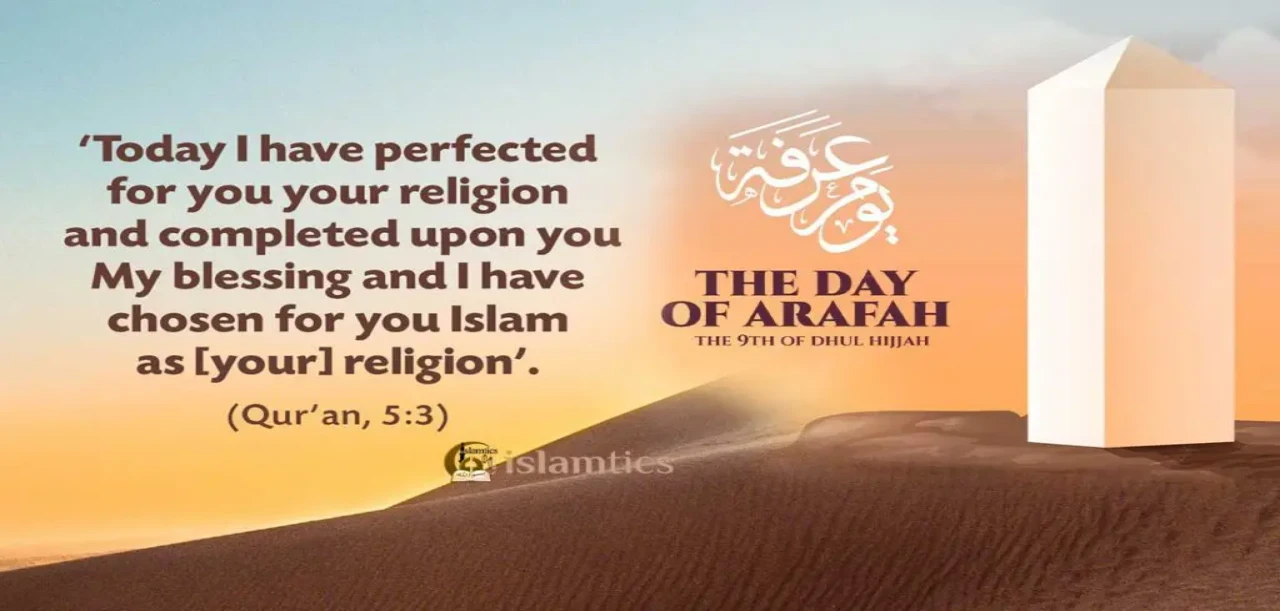 ‘Today I have perfected
for you your religion
and completed upon you
My blessing and I have
chosen for you Islam
as [your] religion’.
(Qur’an, 5:3)
يوم عرفة
THE DAY
OF ARAFAH
THE 9TH OF DHUL HIJJAH
islamtics
islamtics